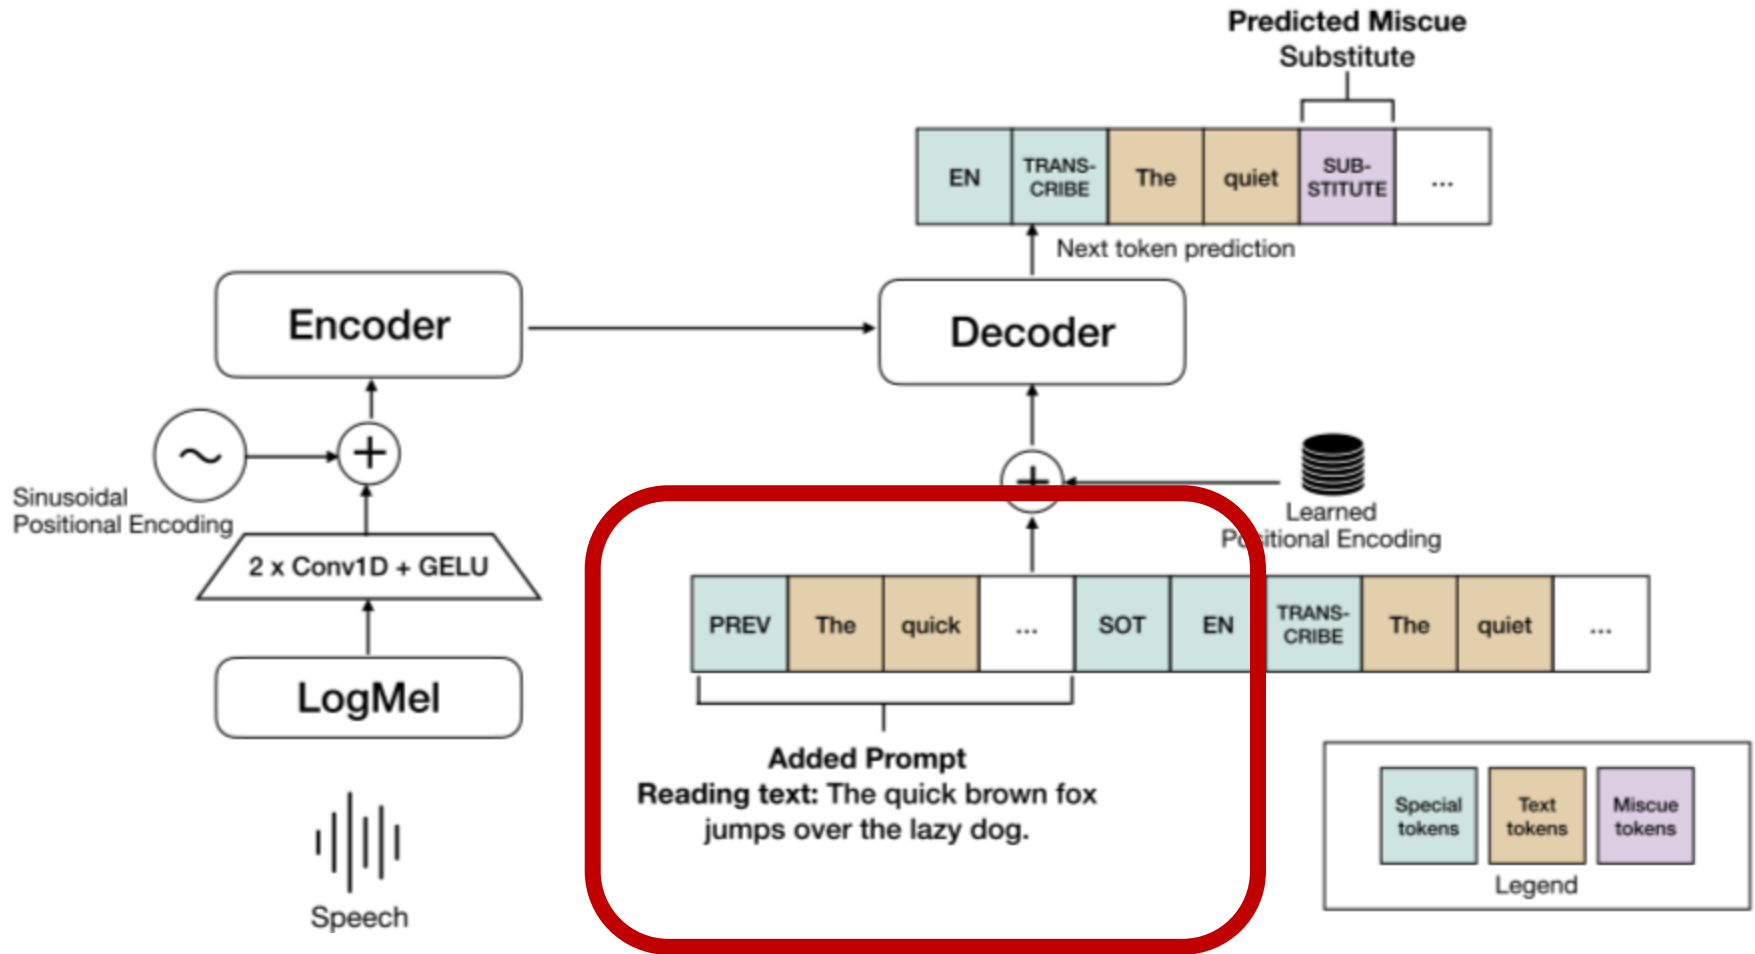 Predicted Miscue
Substitute
EN
TRANS-
CRIBE
The
quiet
SUB-
STITUTE
...
Next token prediction
Encoder
Decoder
Sinusoidal
Positional Encoding
Learned
Positional Encoding
2 x Conv1D + GELU
PREV
The
quick
...
SOT
EN
TRANS-
CRIBE
The
quiet
...
LogMel
Added Prompt
Reading text: The quick brown fox
jumps over the lazy dog.
Speech
Special
tokens
Text
tokens
Miscue
tokens
Legend